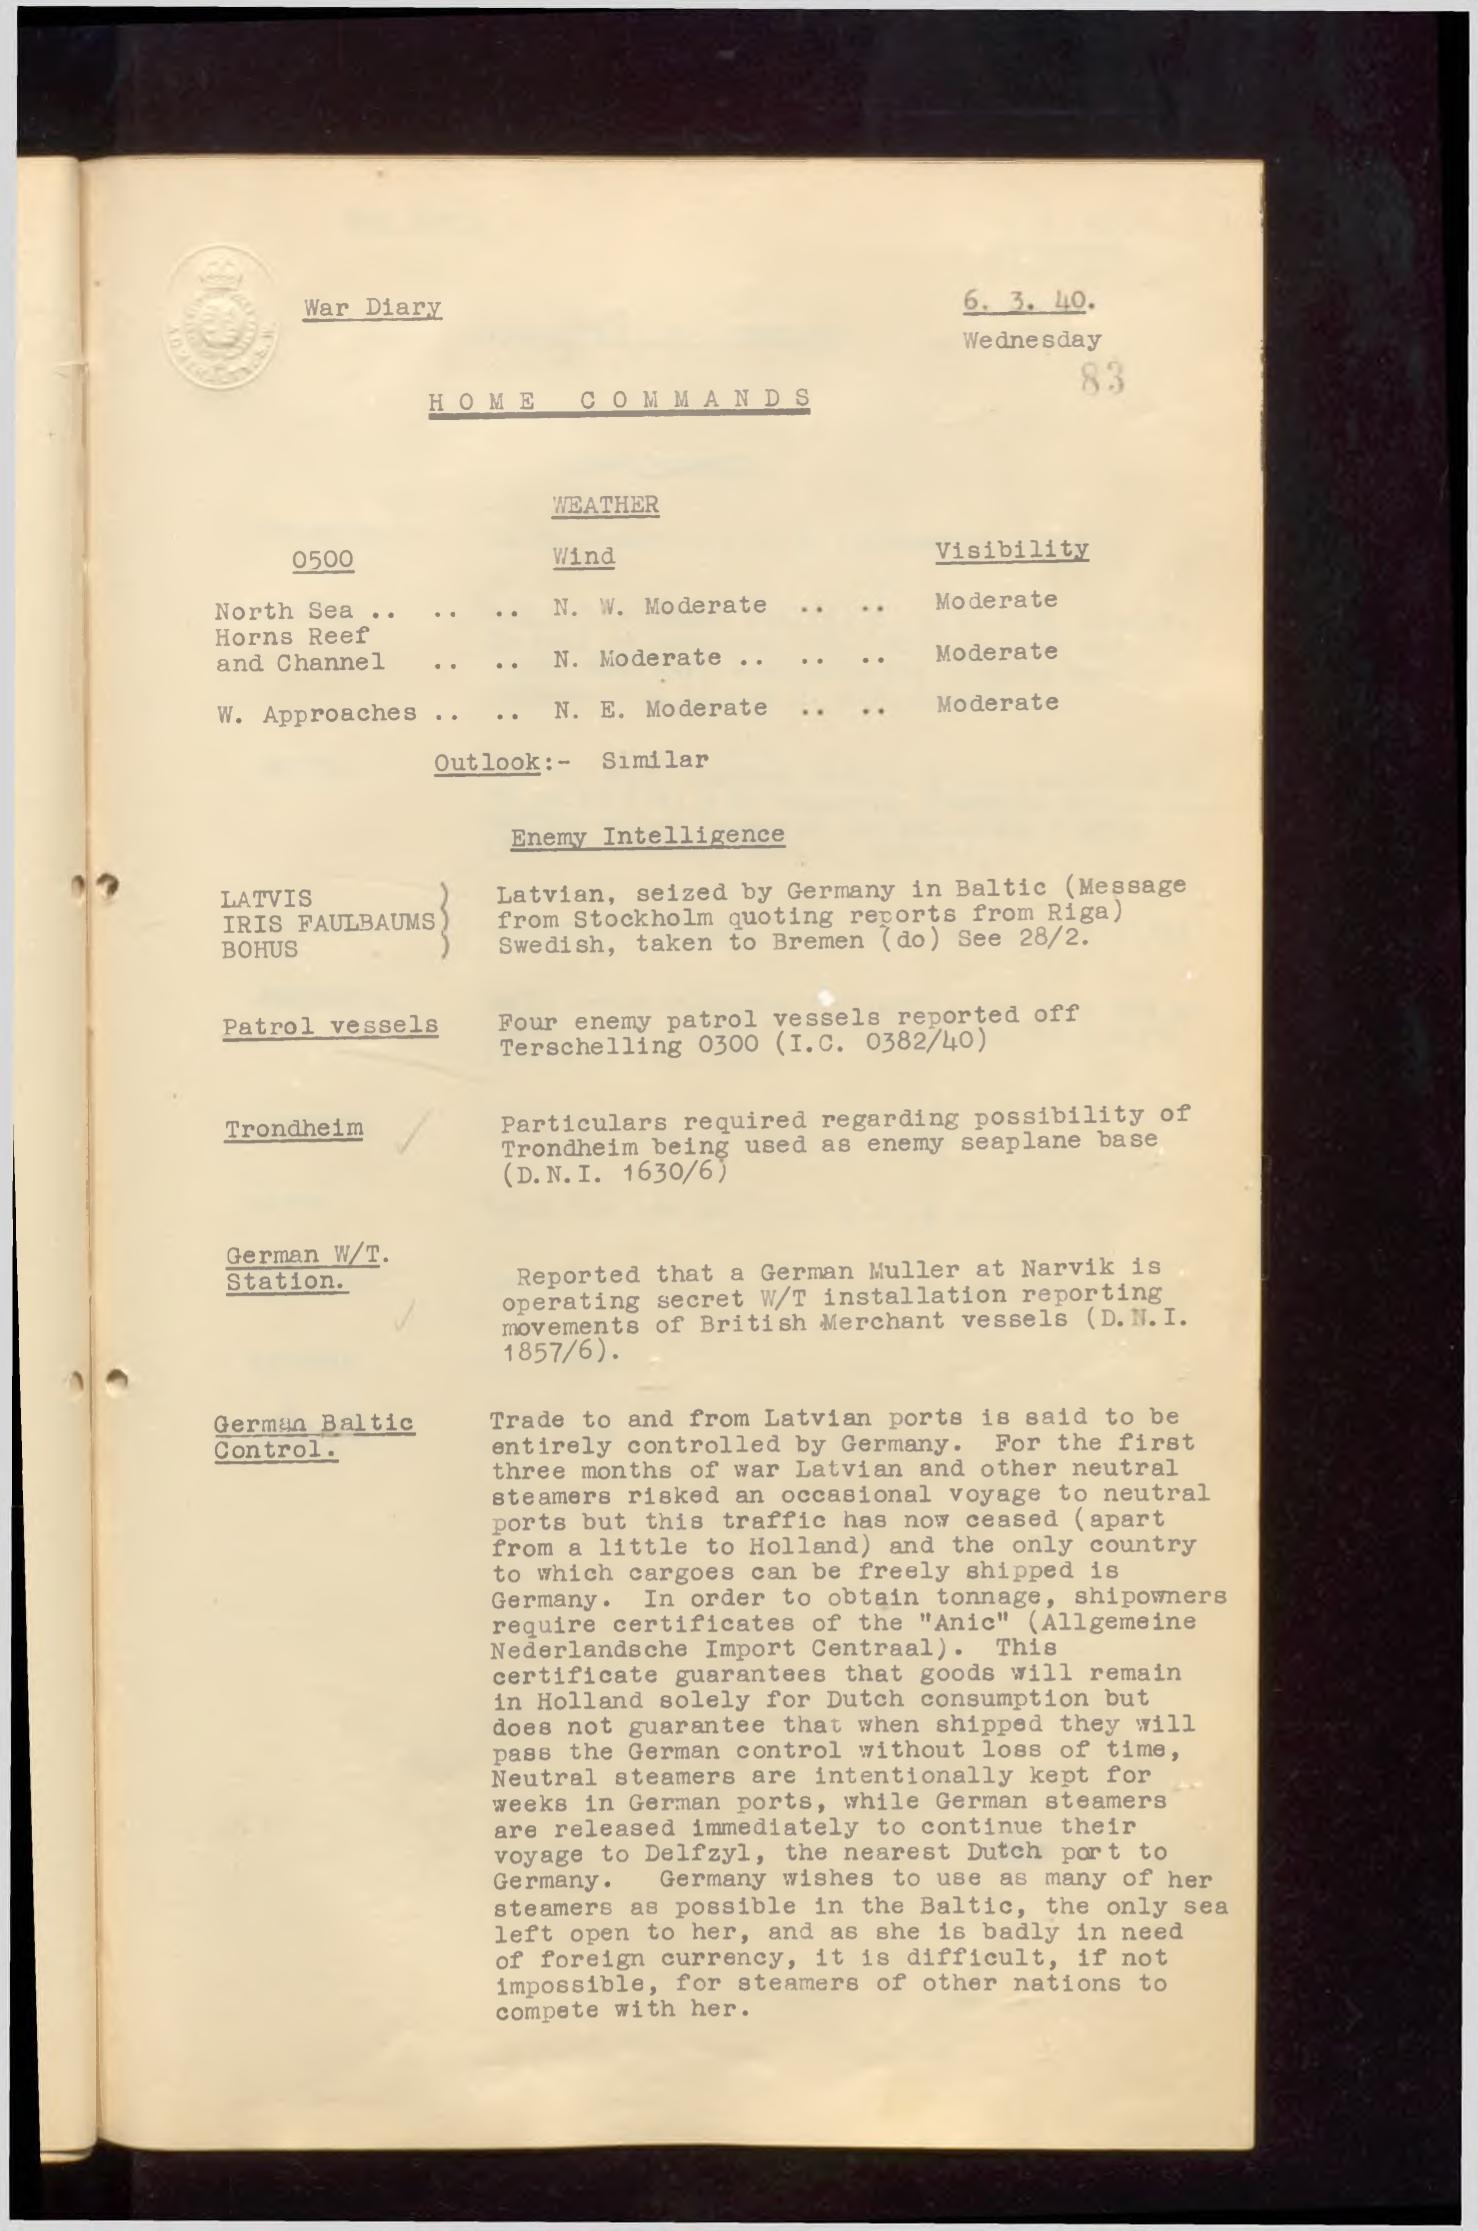 War Diary
6. 3. 40.
Wednesday
83
HOME COMMANDS
WEATHER
0500 Wind Visibility
North Sea .. .. .. N. W. Moderate .. .. Moderate
Horns Reef
and Channel .. .. N. Moderate .. .. .. Moderate
W. Approaches .. .. N. E. Moderate .. .. Moderate
Outlook:- Similar
Enemy Intelligence
LATVIS ) Latvian, seized by Germany in Baltic (Message
IRIS FAULBAUMS) from Stockholm quoting reports from Riga)
BOHUS ) Swedish, taken to Bremen (do) See 28/2.
Patrol vessels Four enemy patrol vessels reported off
Terschelling 0300 (I.C. 0382/40)
Trondheim Particulars required regarding possibility of
Trondheim being used as enemy seaplane base
(D.N.I. 1630/6)
German W/T.
Station.
Reported that a German Muller at Narvik is
operating secret W/T installation reporting
movements of British Merchant vessels (D.N.I.
1857/6).
German Baltic
Control.
Trade to and from Latvian ports is said to be
entirely controlled by Germany. For the first
three months of war Latvian and other neutral
steamers risked an occasional voyage to neutral
ports but this traffic has now ceased (apart
from a little to Holland) and the only country
to which cargoes can be freely shipped is
Germany. In order to obtain tonnage, shipowners
require certificates of the "Anic" (Allgemeine
Nederlandsche Import Centraal). This
certificate guarantees that goods will remain
in Holland solely for Dutch consumption but
does not guarantee that when shipped they will
pass the German control without loss of time,
Neutral steamers are intentionally kept for
weeks in German ports, while German steamers
are released immediately to continue their
voyage to Delfzyl, the nearest Dutch port to
Germany. Germany wishes to use as many of her
steamers as possible in the Baltic, the only sea
left open to her, and as she is badly in need
of foreign currency, it is difficult, if not
impossible, for steamers of other nations to
compete with her.